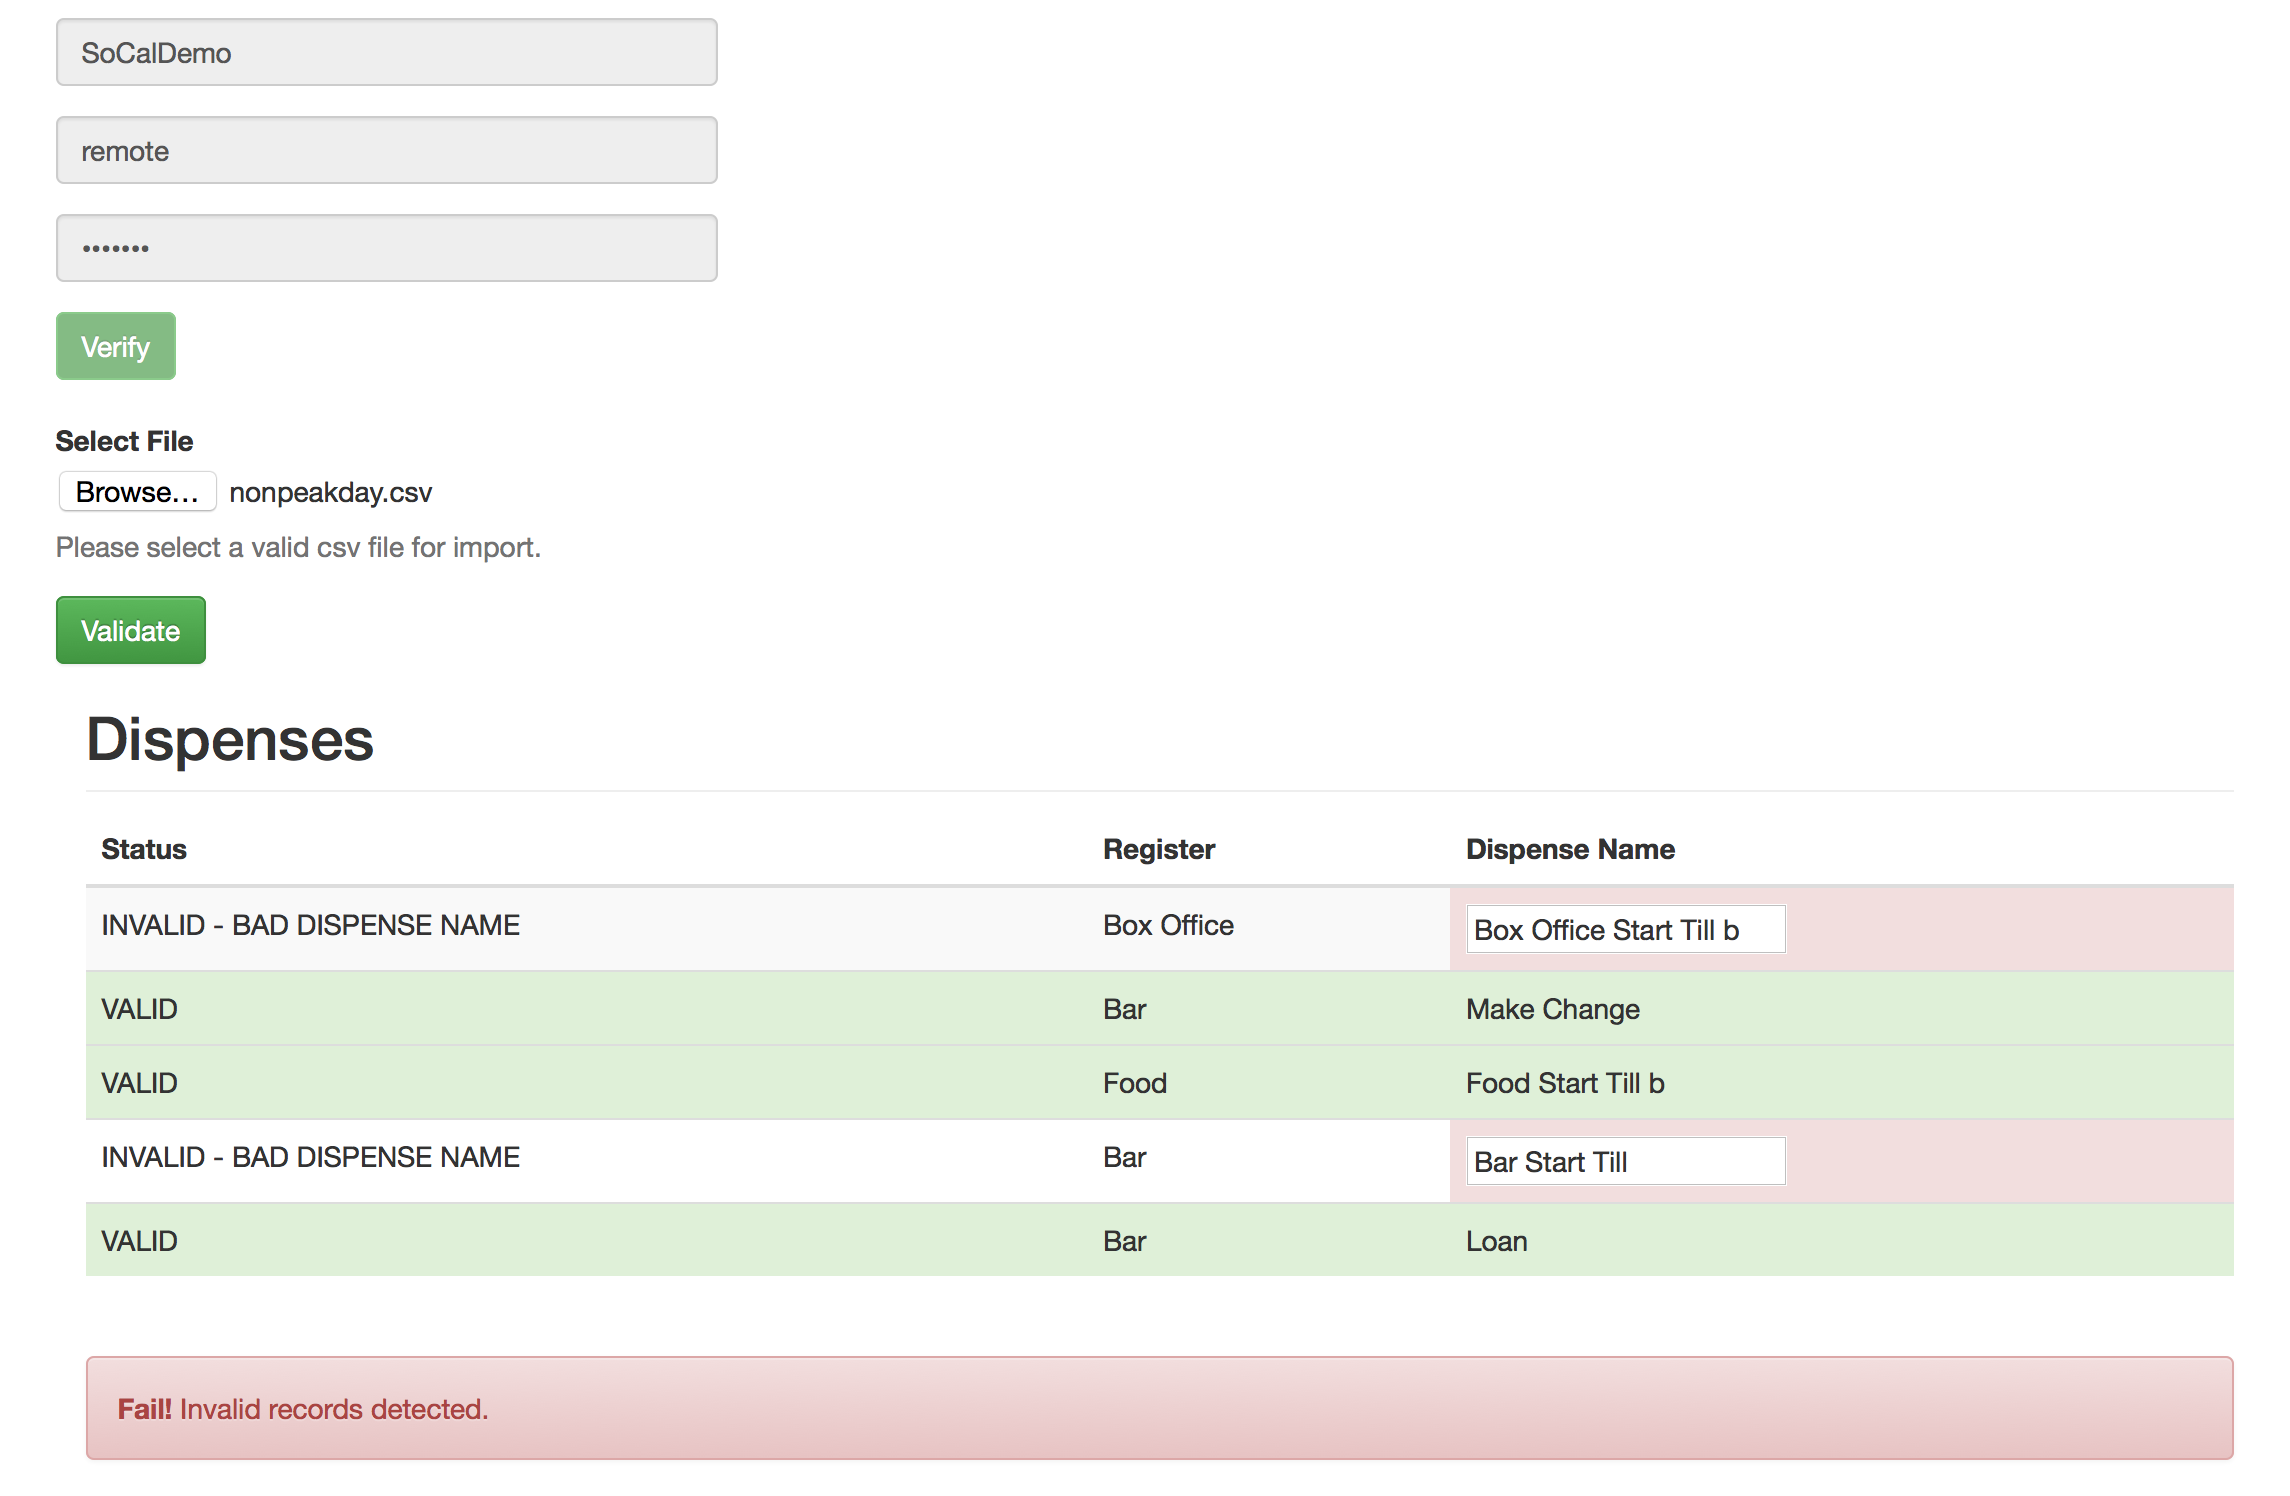 SoCalDemo
remote
•••••••
Verify
Select File
Browse... nonpeakday.csv
Please select a valid csv file for import.
Validate
Dispenses
Status Register Dispense Name
INVALID - BAD DISPENSE NAME Box Office Box Office Start Till b
VALID Bar Make Change
VALID Food Food Start Till b
INVALID - BAD DISPENSE NAME Bar Bar Start Till
VALID Bar Loan
Fail! Invalid records detected.